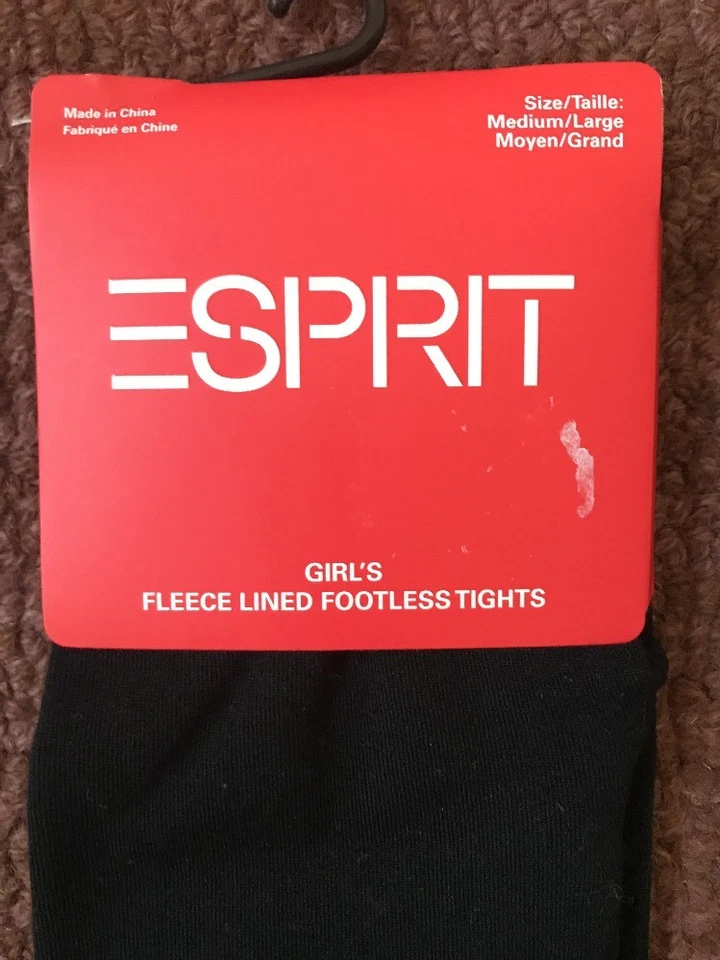 Made in China
Fabriqué en Chine
Size/Taille:
Medium/Large
Moyen/Grand
ESPRIT
GIRL'S
FLEECE LINED FOOTLESS TIGHTS